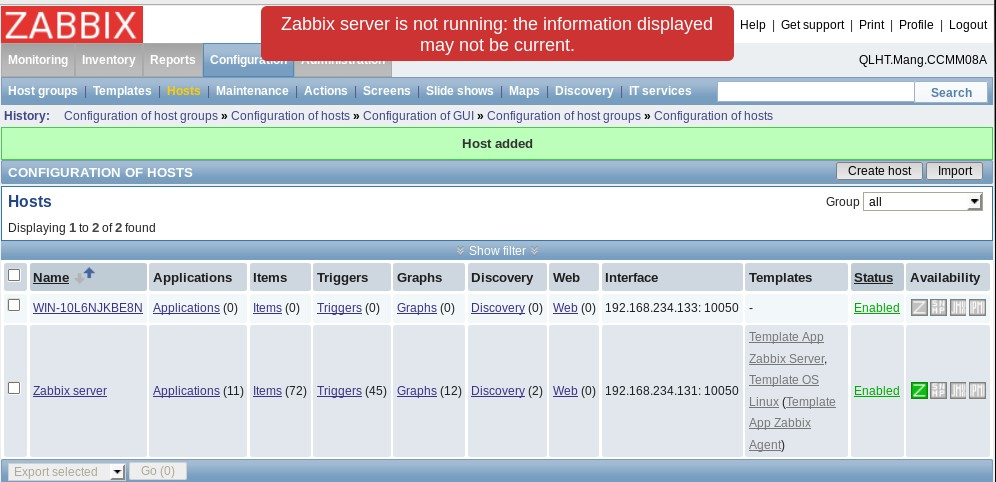 ZABBIX
Zabbix server is not running: the information displayed
may not be current.
Help | Get support | Print | Profile | Logout
Monitoring Inventory Reports Configuration Administration
QLHT.Mang.CCMM08A
Host groups | Templates | Hosts | Maintenance | Actions | Screens | Slide shows | Maps | Discovery | IT services
Search
History: Configuration of host groups » Configuration of hosts » Configuration of GUI » Configuration of host groups » Configuration of hosts
Host added
CONFIGURATION OF HOSTS
Create host Import
Hosts
Group all
Displaying 1 to 2 of 2 found
Show filter
Name Applications Items Triggers Graphs Discovery Web Interface Templates Status Availability
WIN-10L6NJKBE8N Applications (0) Items (0) Triggers (0) Graphs (0) Discovery (0) Web (0) 192.168.234.133: 10050 - Enabled Z SNMP JMX IPMI
Zabbix server Applications (11) Items (72) Triggers (45) Graphs (12) Discovery (2) Web (0) 192.168.234.131: 10050
Template App
Zabbix Server,
Template OS
Linux (Template
App Zabbix
Agent)
Enabled Z SNMP JMX IPMI
Export selected Go (0)